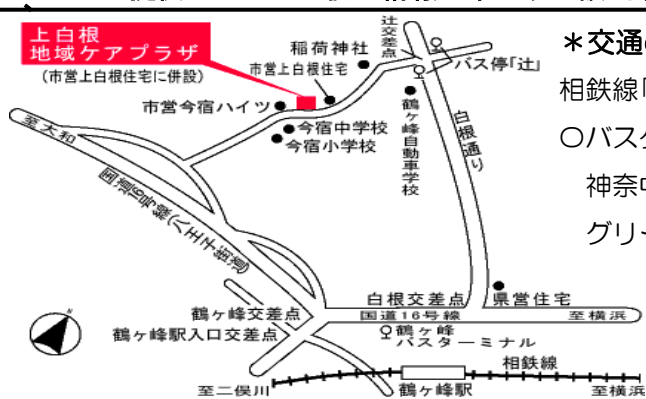 上白根
地域ケアプラザ
(市営上白根住宅に併設)
稲荷神社
市営上白根住宅
辻交差点
バス停「辻」
市営今宿ハイツ
今宿中学校
今宿小学校
鶴ヶ峰自動車学校
白根通り
至大和
国道16号線(八王子街道)
鶴ヶ峰交差点
鶴ヶ峰駅入口交差点
白根交差点
県営住宅
国道16号線
至横浜
鶴ヶ峰
バスターミナル
相鉄線
至二俣川
鶴ヶ峰駅
至横浜
N
＊交通
相鉄線「
〇バス
神奈
グリー